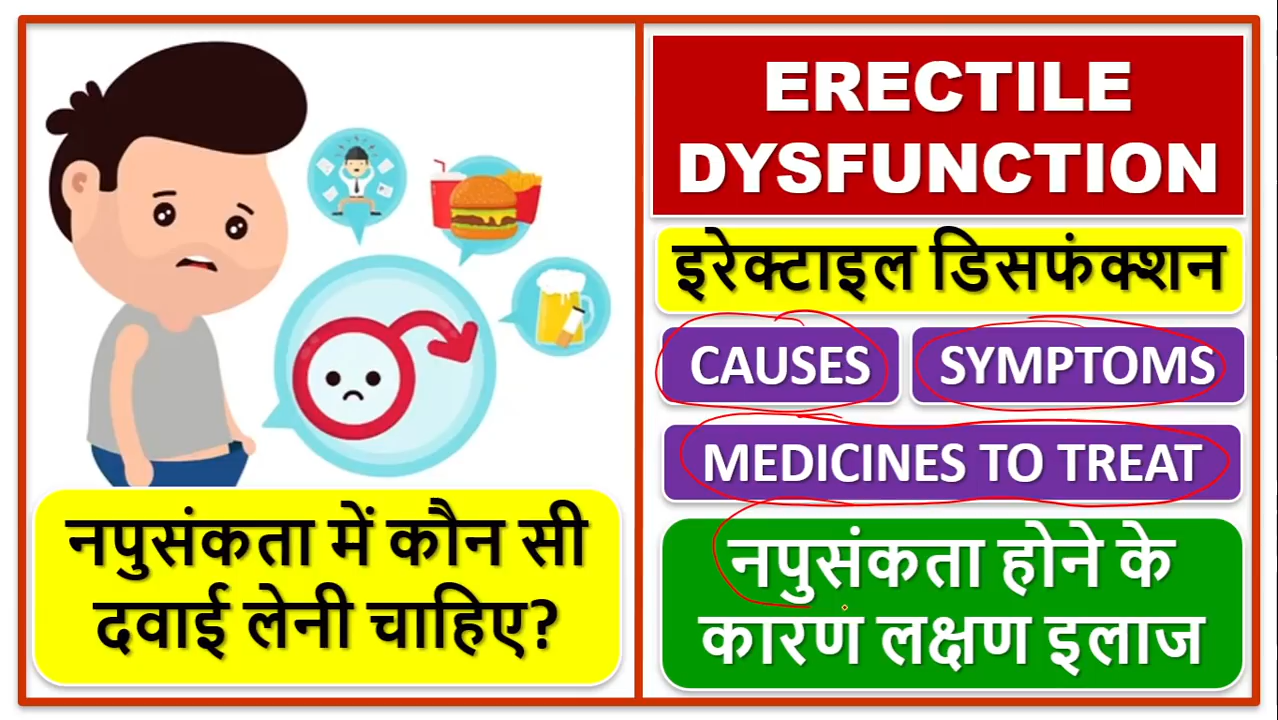 ERECTILE
DYSFUNCTION
इरेक्टाइल डिसफंक्शन
CAUSES
SYMPTOMS
MEDICINES TO TREAT
नपुसंकता होने के
कारण लक्षण इलाज
नपुसंकता में कौन सी
दवाई लेनी चाहिए?